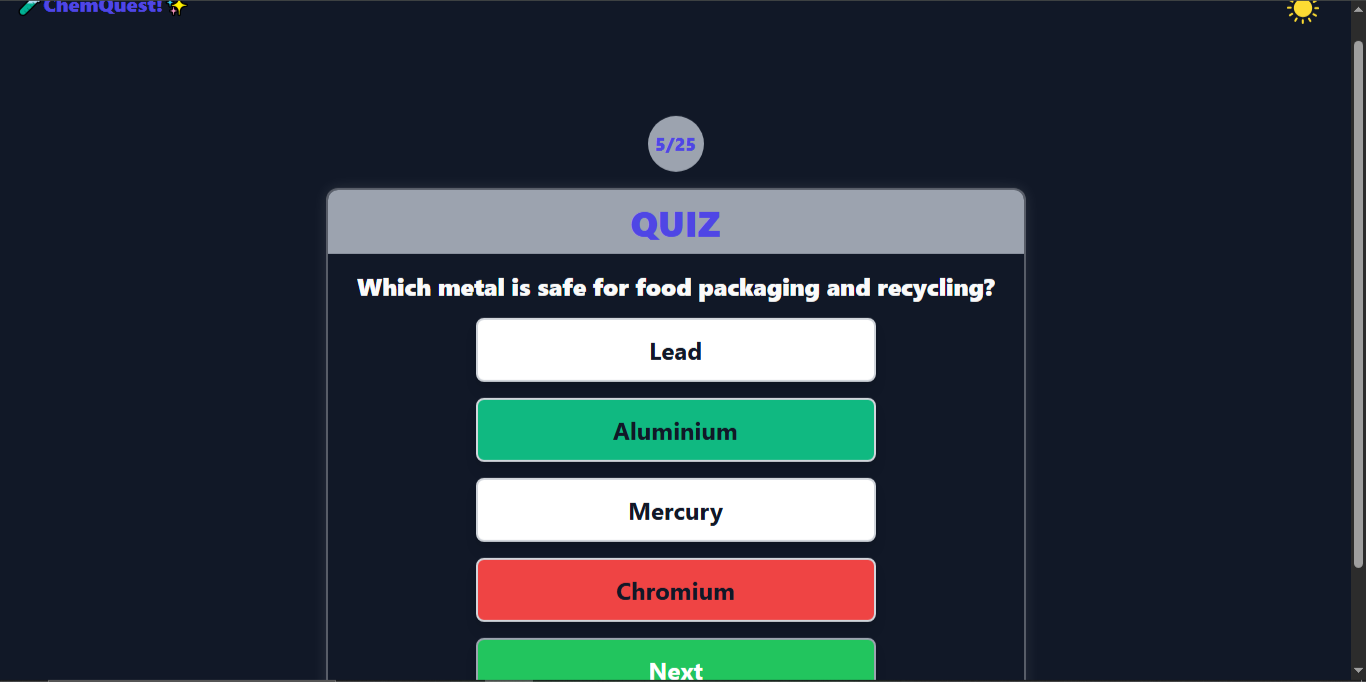 ChemQuest!
5/25
QUIZ
Which metal is safe for food packaging and recycling?
Lead
Aluminium
Mercury
Chromium
Next